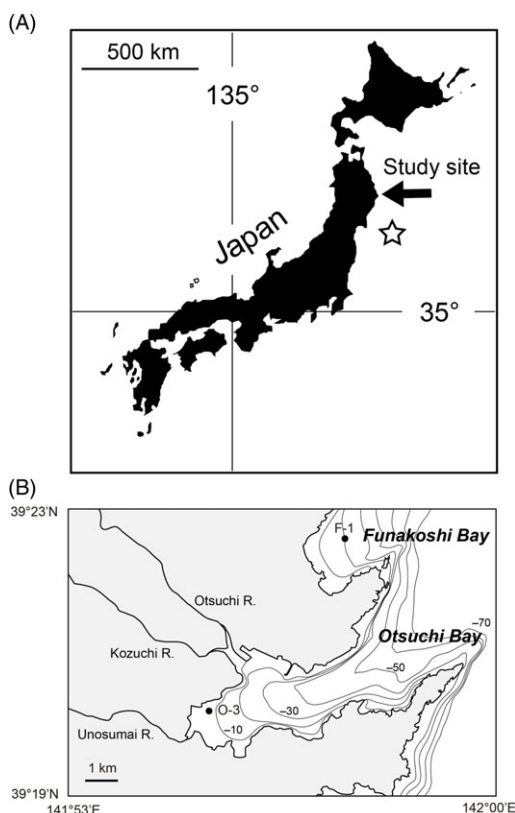 (A)
500 km
135°
Study site
Japan
35°
(B)
39°23'N
F-1
Funakoshi Bay
Otsuchi R.
Otsuchi Bay
–70
Kozuchi R.
–50
O-3
–30
–10
Unosumai R.
1 km
39°19'N
141°53'E
142°00'E